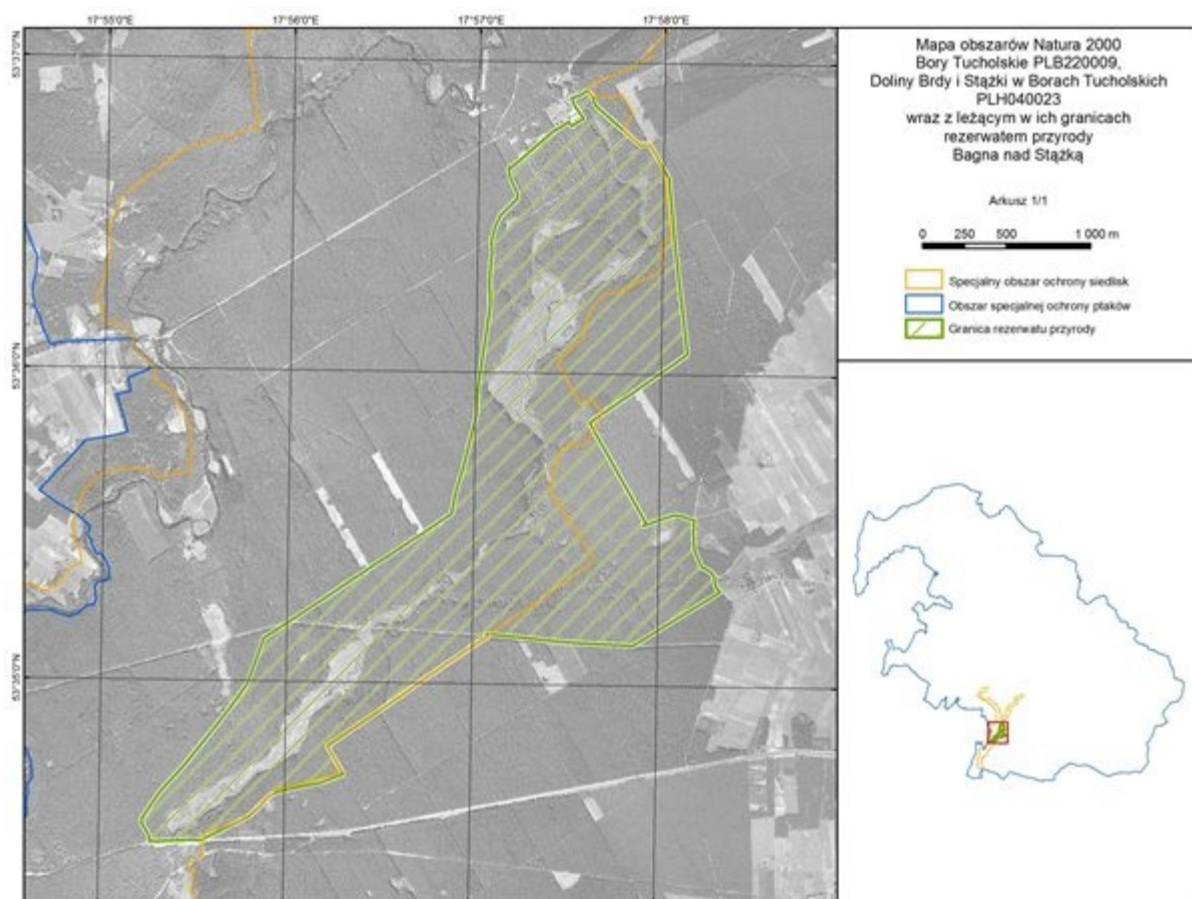 17°55'0"E
17°56'0"E
17°57'0"E
17°58'0"E
53°37'0"N
53°36'0"N
53°35'0"N
Mapa obszarów Natura 2000
Bory Tucholskie PLB220009,
Doliny Brdy i Stążki w Borach Tucholskich
PLH040023
wraz z leżącym w ich granicach
rezerwatem przyrody
Bagna nad Stążką
Arkusz 1/1
0 250 500 1 000 m
Specjalny obszar ochrony siedlisk
Obszar specjalnej ochrony ptaków
Granica rezerwatu przyrody